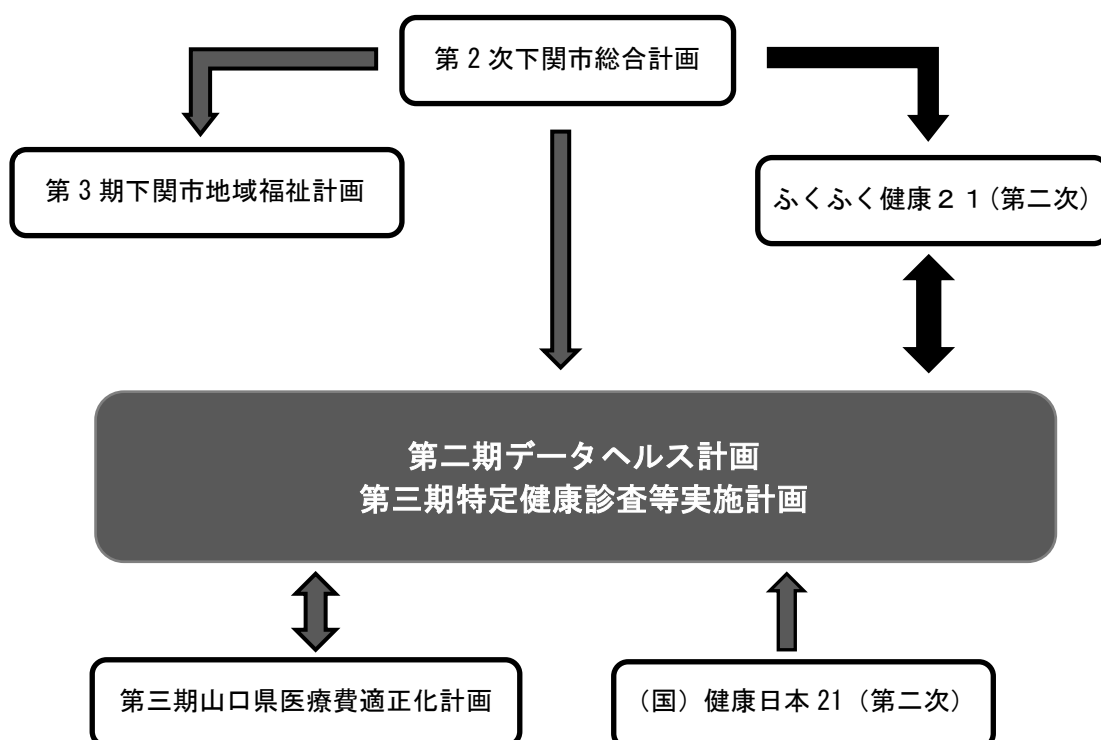 第２次下関市総合計画
第３期下関市地域福祉計画
ふくふく健康２１(第二次)
第二期データヘルス計画
第三期特定健康診査等実施計画
第三期山口県医療費適正化計画
（国）健康日本 21（第二次）